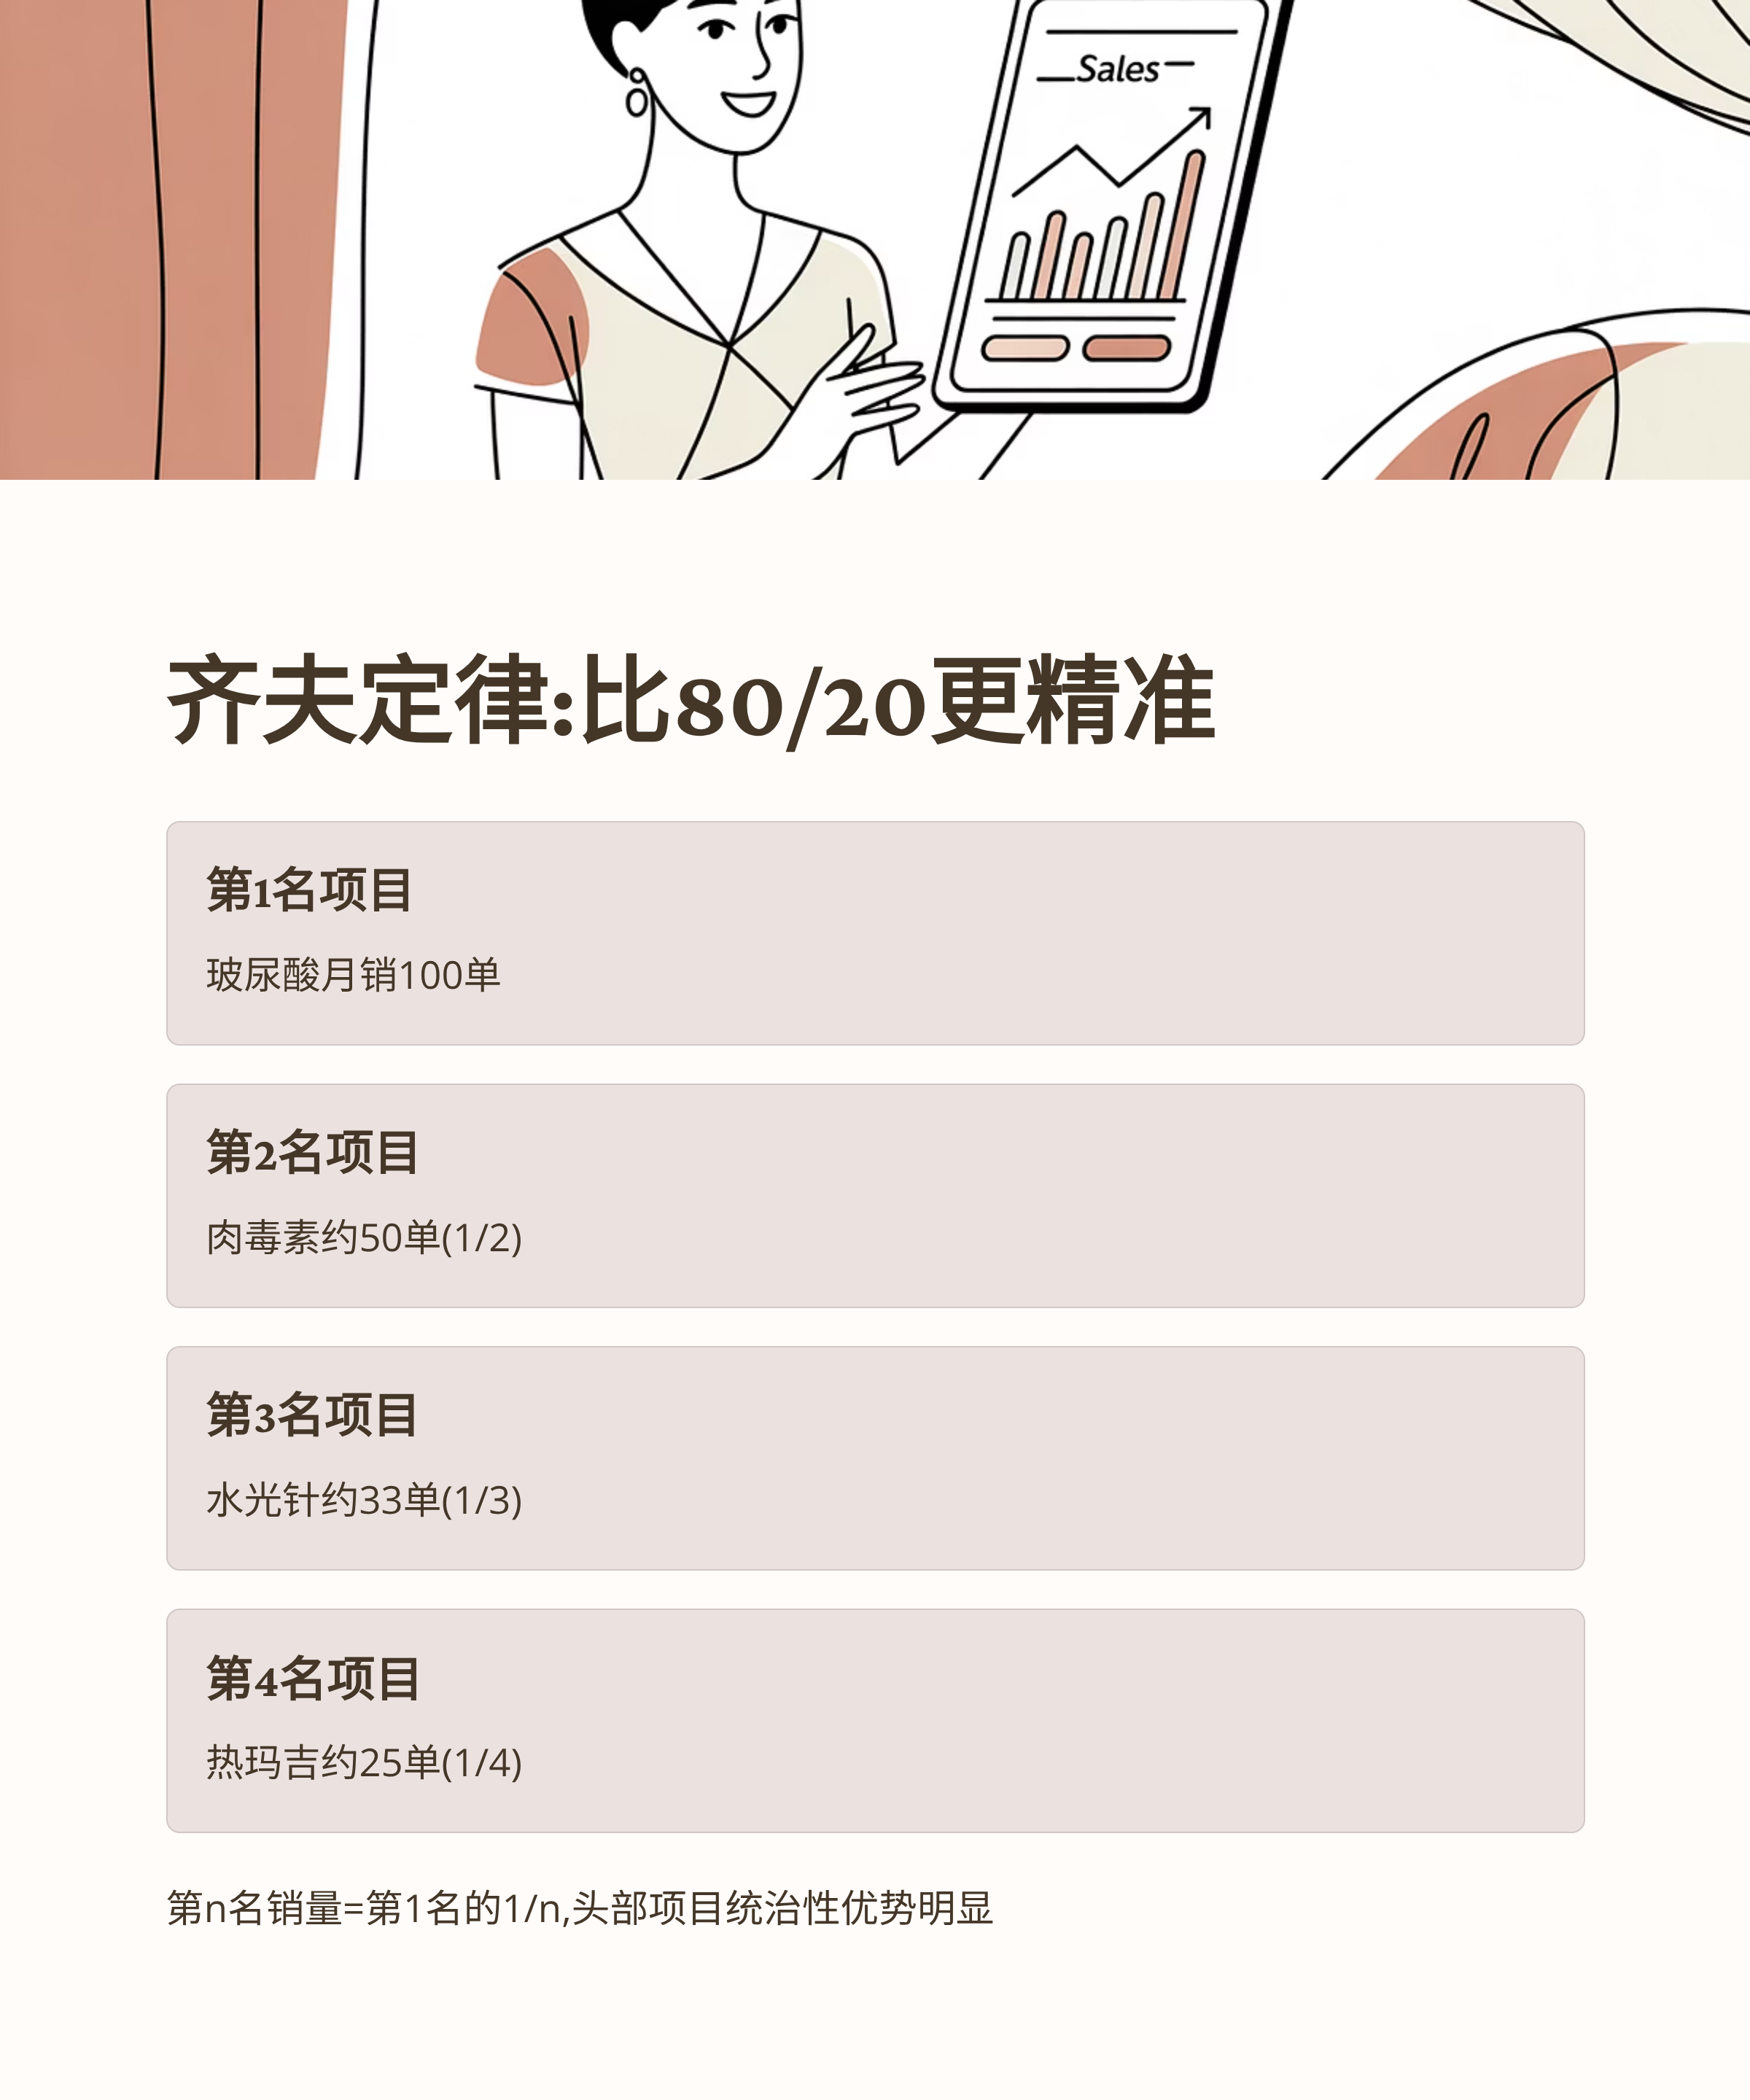 Sales
齐夫定律:比80/20更精准
第1名项目
玻尿酸月销100单
第2名项目
肉毒素约50单(1/2)
第3名项目
水光针约33单(1/3)
第4名项目
热玛吉约25单(1/4)
第n名销量=第1名的1/n,头部项目统治性优势明显